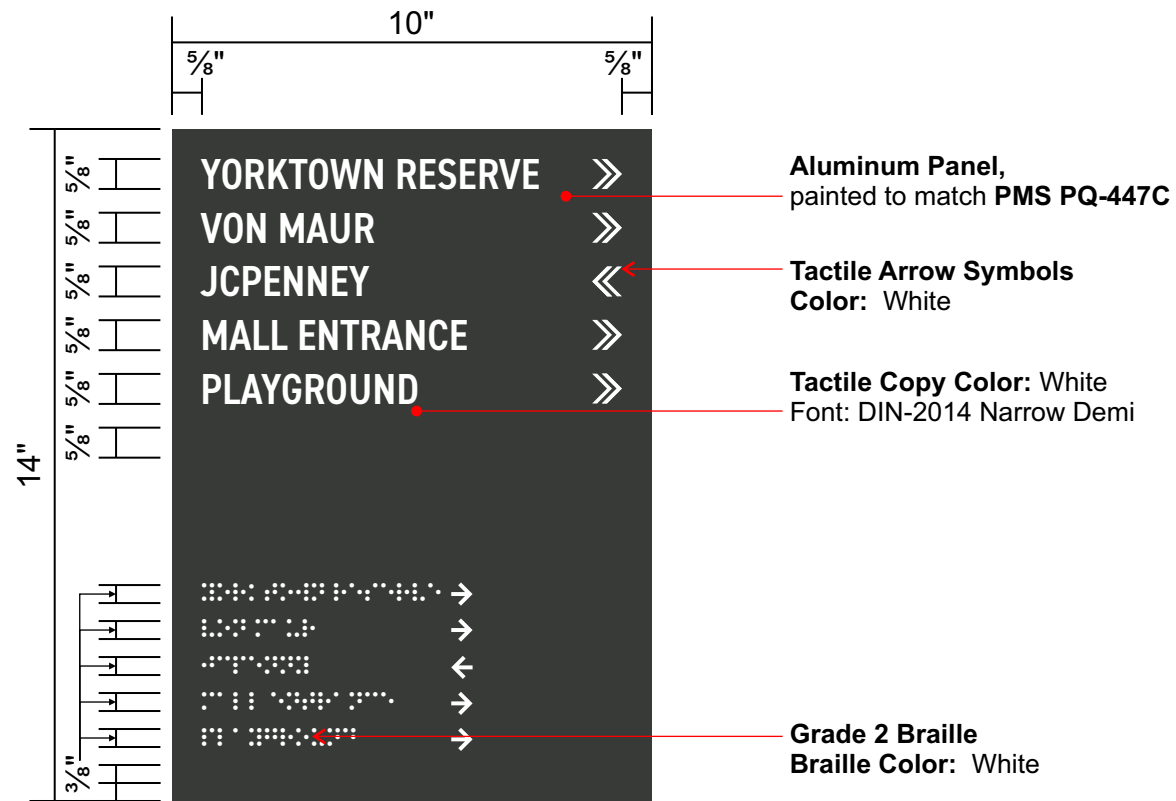 10"
⅝"
⅝"
14"
⅝"
⅝"
⅝"
⅝"
⅝"
⅝"
⅜"
YORKTOWN RESERVE »
VON MAUR »
JCPENNEY «
MALL ENTRANCE »
PLAYGROUND »
→
→
←
→
→
Aluminum Panel,
painted to match PMS PQ-447C
Tactile Arrow Symbols
Color: White
Tactile Copy Color: White
Font: DIN-2014 Narrow Demi
Grade 2 Braille
Braille Color: White